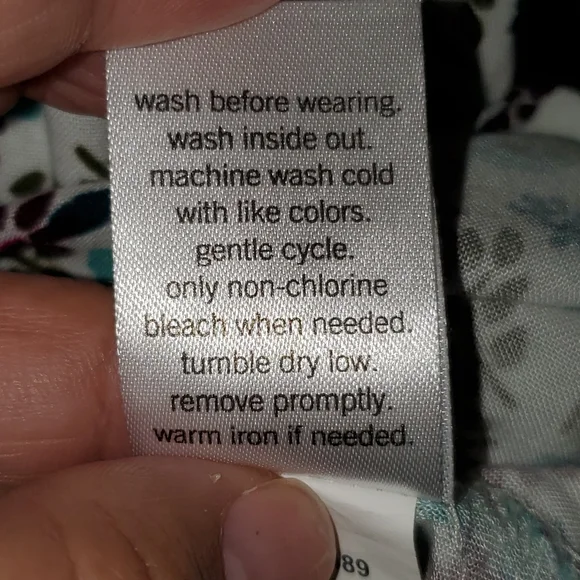 wash before wearing.
wash inside out.
machine wash cold
with like colors.
gentle cycle.
only non-chlorine
bleach when needed.
tumble dry low.
remove promptly.
warm iron if needed.
89